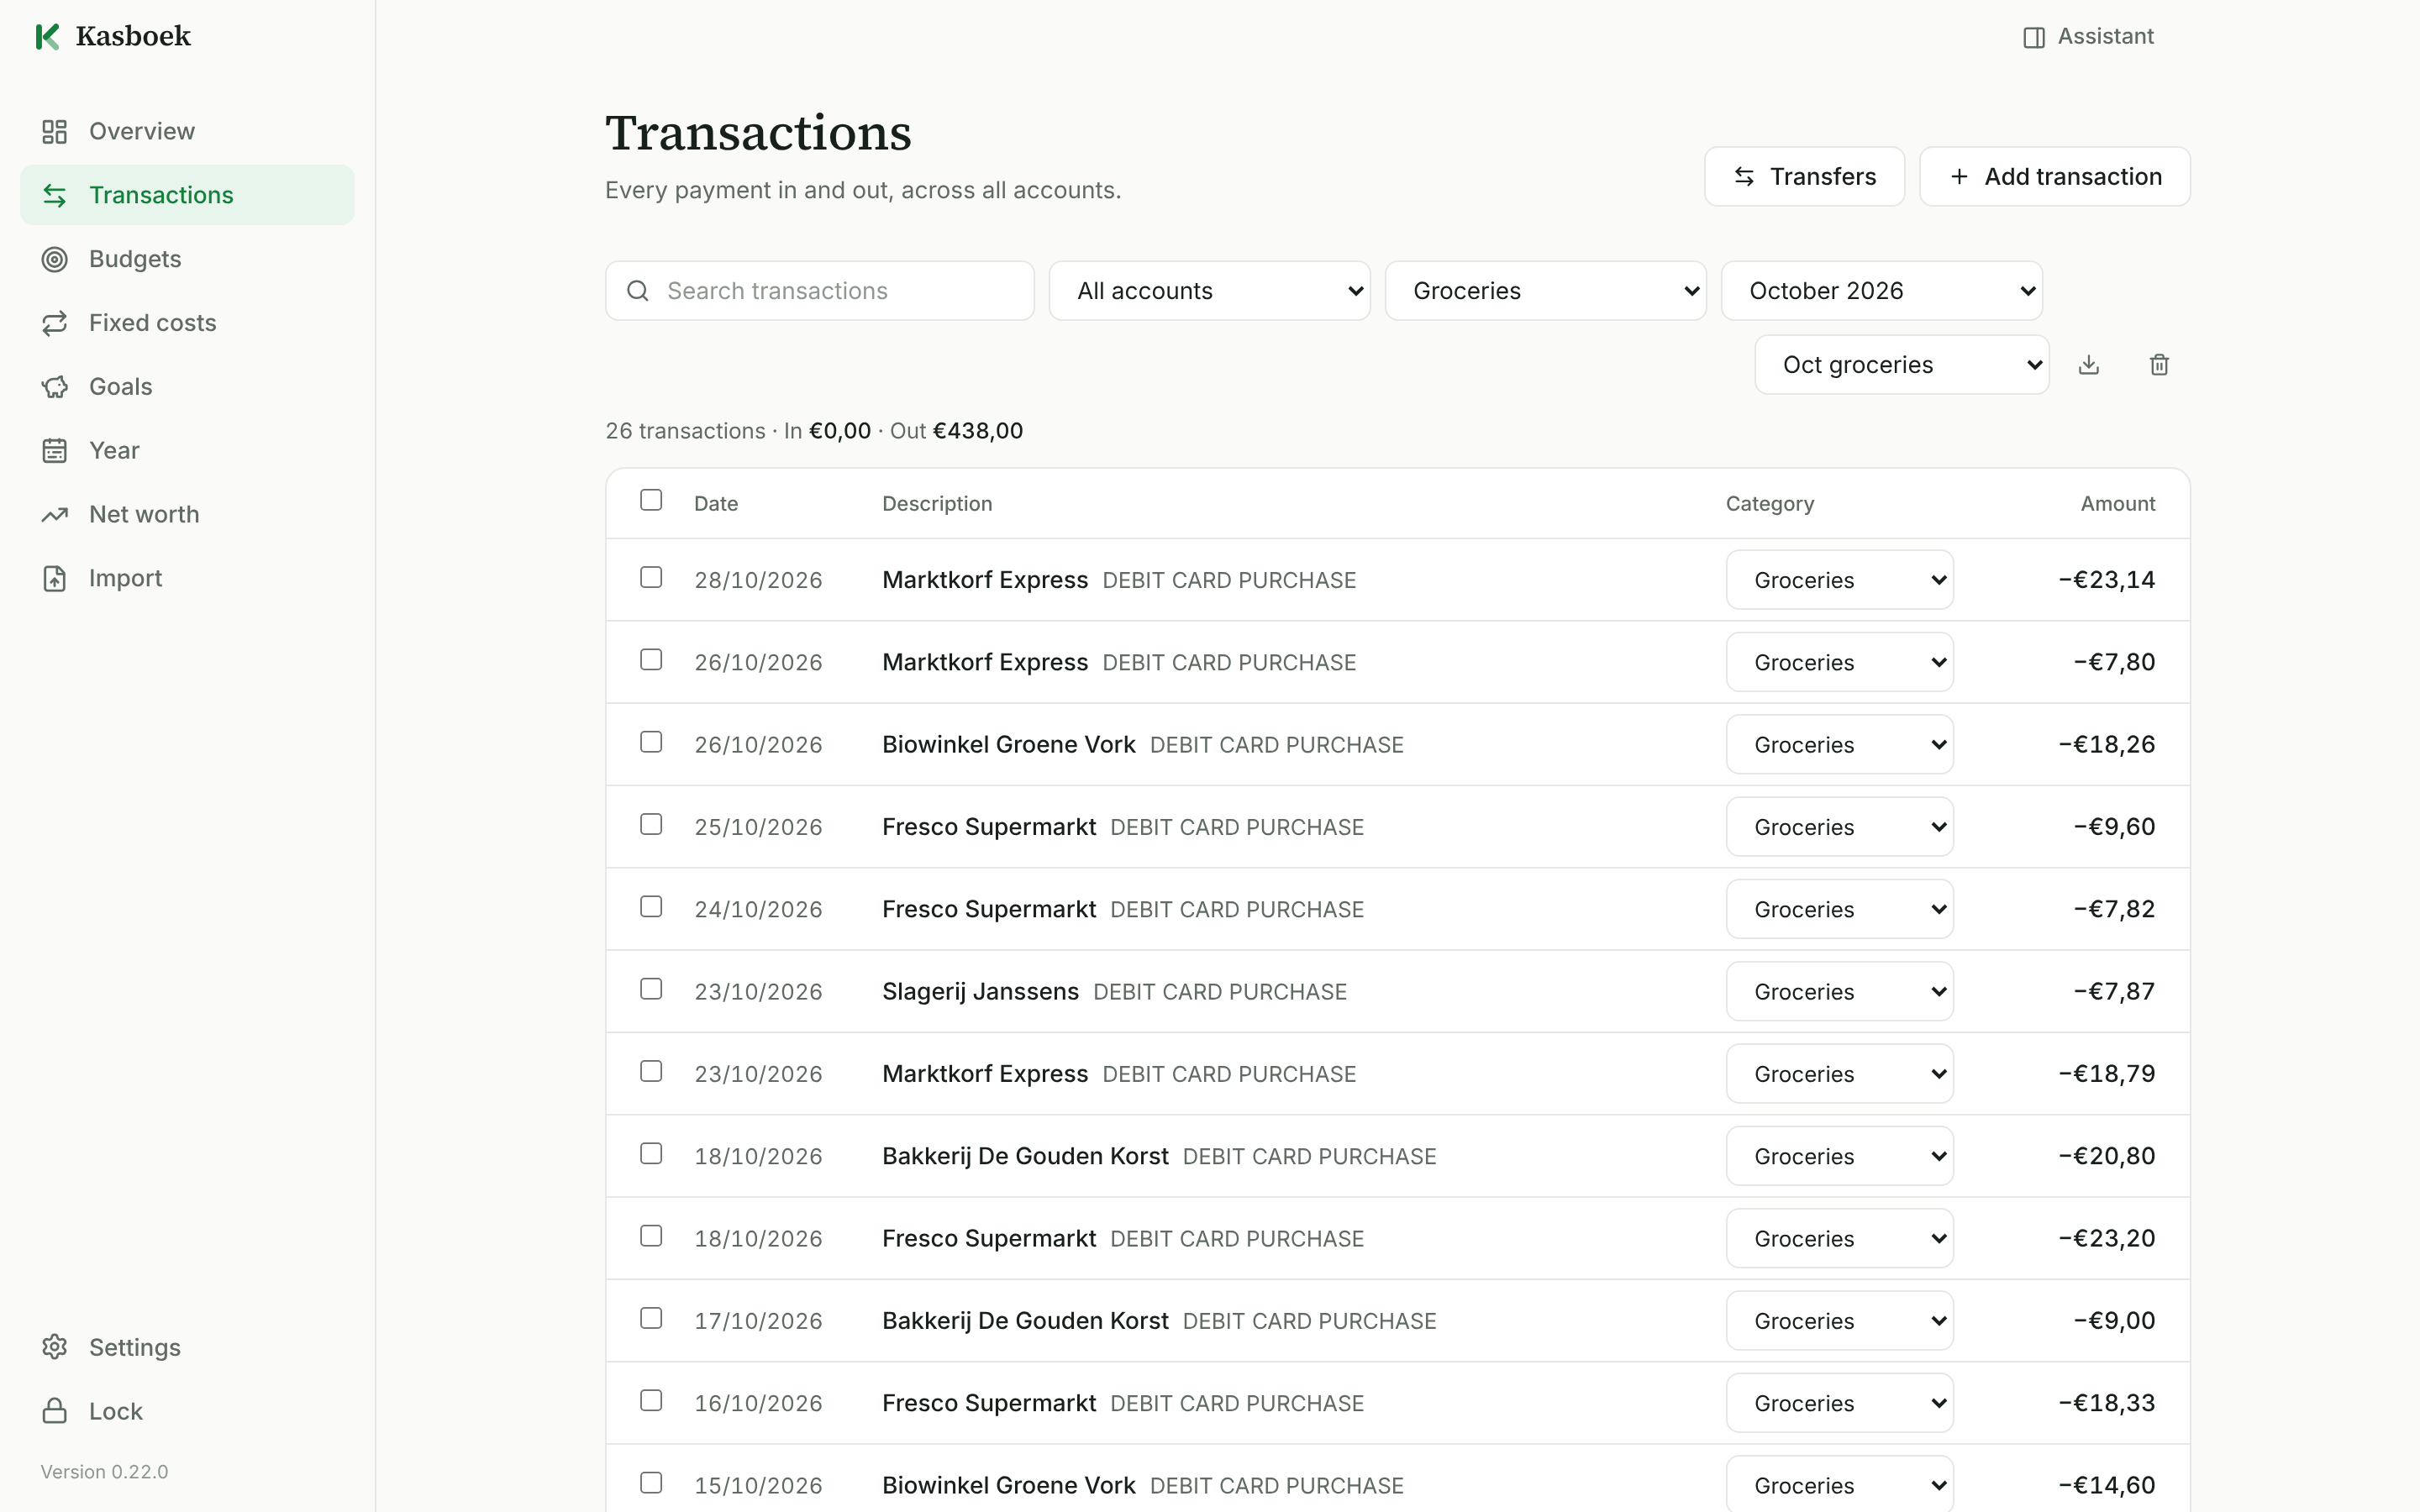 Kasboek
Assistant
Overview
Transactions
Budgets
Fixed costs
Goals
Year
Net worth
Import
Settings
Lock
Version 0.22.0
Transactions
Every payment in and out, across all accounts.
Transfers
Add transaction
Search transactions
All accounts
Groceries
October 2026
Oct groceries
26 transactions · In €0,00 · Out €438,00
Date Description Category Amount
28/10/2026 Marktkorf Express DEBIT CARD PURCHASE Groceries −€23,14
26/10/2026 Marktkorf Express DEBIT CARD PURCHASE Groceries −€7,80
26/10/2026 Biowinkel Groene Vork DEBIT CARD PURCHASE Groceries −€18,26
25/10/2026 Fresco Supermarkt DEBIT CARD PURCHASE Groceries −€9,60
24/10/2026 Fresco Supermarkt DEBIT CARD PURCHASE Groceries −€7,82
23/10/2026 Slagerij Janssens DEBIT CARD PURCHASE Groceries −€7,87
23/10/2026 Marktkorf Express DEBIT CARD PURCHASE Groceries −€18,79
18/10/2026 Bakkerij De Gouden Korst DEBIT CARD PURCHASE Groceries −€20,80
18/10/2026 Fresco Supermarkt DEBIT CARD PURCHASE Groceries −€23,20
17/10/2026 Bakkerij De Gouden Korst DEBIT CARD PURCHASE Groceries −€9,00
16/10/2026 Fresco Supermarkt DEBIT CARD PURCHASE Groceries −€18,33
15/10/2026 Biowinkel Groene Vork DEBIT CARD PURCHASE Groceries −€14,60